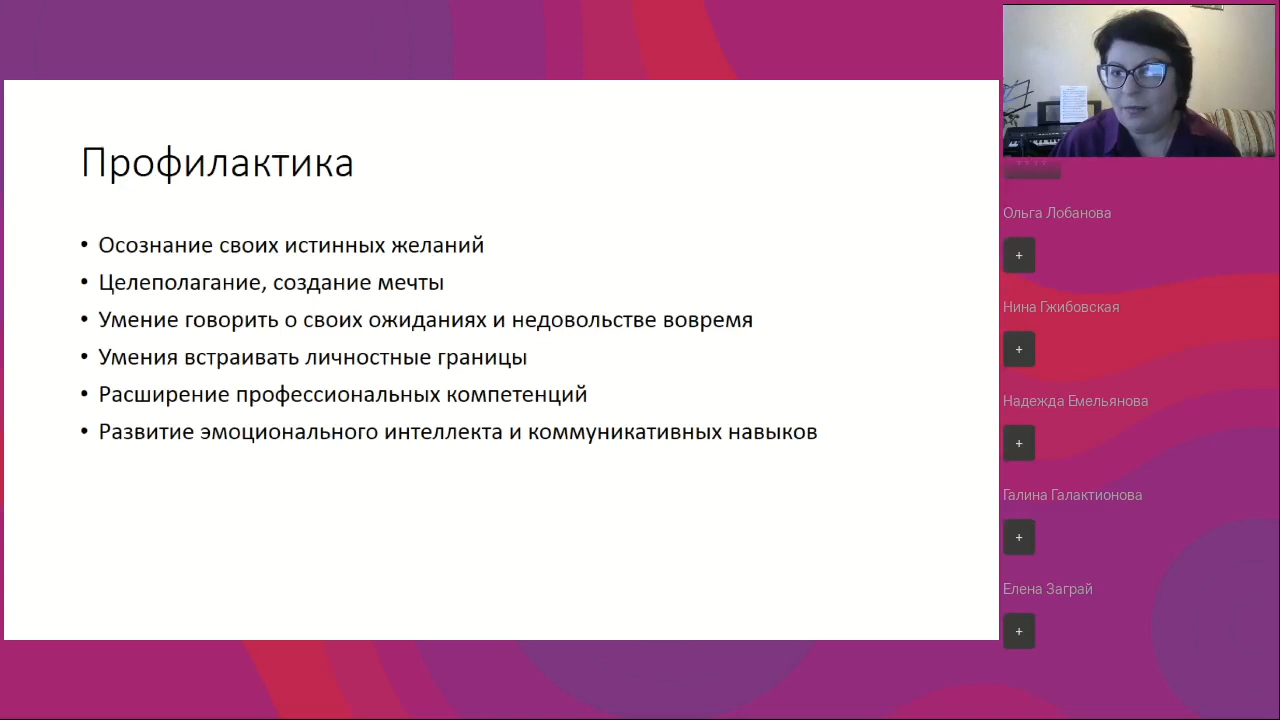 Профилактика
• Осознание своих истинных желаний
• Целеполагание, создание мечты
• Умение говорить о своих ожиданиях и недовольстве вовремя
• Умения встраивать личностные границы
• Расширение профессиональных компетенций
• Развитие эмоционального интеллекта и коммуникативных навыков
Ольга Лобанова
+
Нина Гжибовская
+
Надежда Емельянова
+
Галина Галактионова
+
Елена Заграй
+